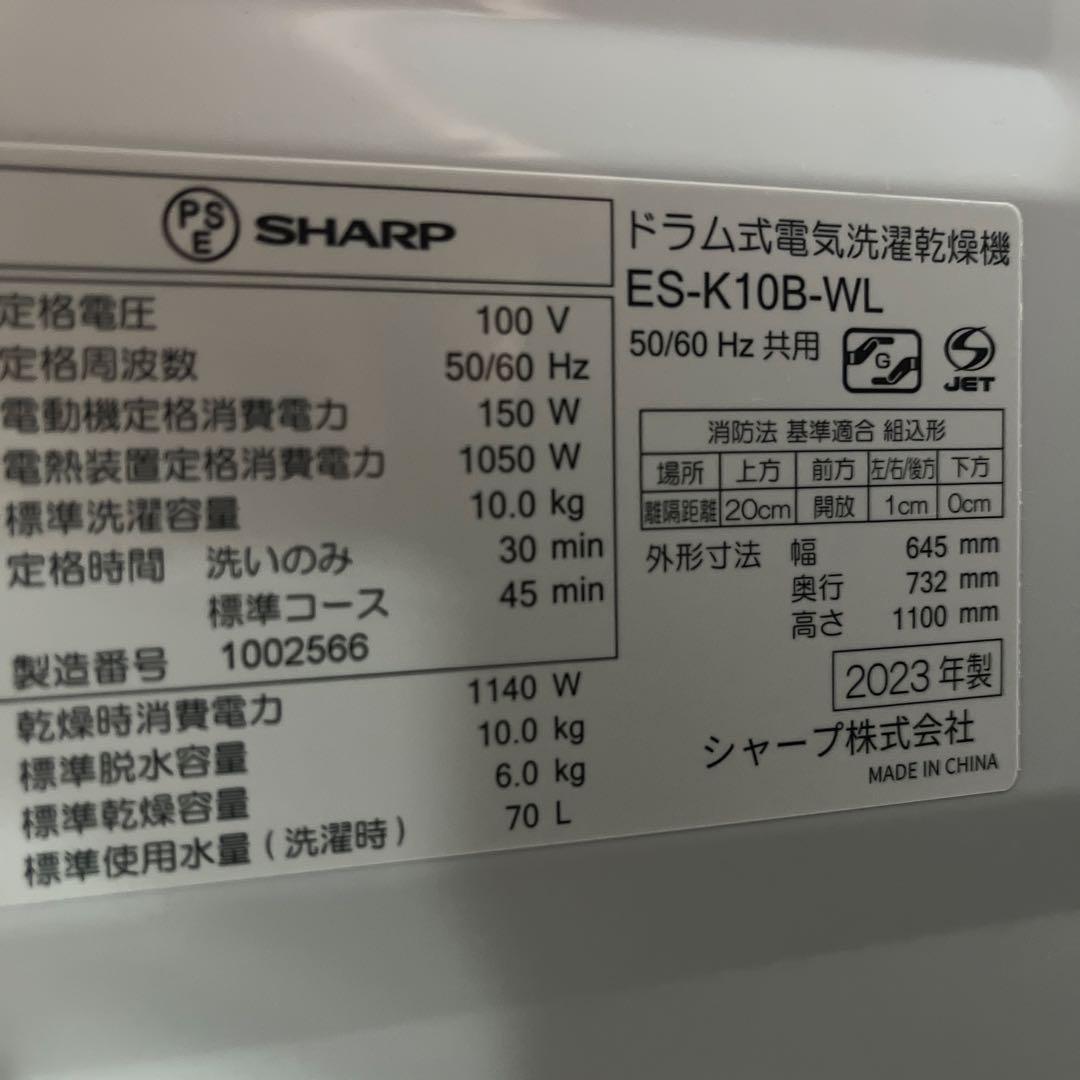 PSE SHARP
定格電圧 100 V
定格周波数 50/60 Hz
電動機定格消費電力 150 W
電熱装置定格消費電力 1050 W
標準洗濯容量 10.0 kg
定格時間 洗いのみ 30 min
標準コース 45 min
製造番号 1002566
乾燥時消費電力 1140 W
標準脱水容量 10.0 kg
標準乾燥容量 6.0 kg
標準使用水量(洗濯時) 70 L
ドラム式電気洗濯乾燥機
ES-K10B-WL
50/60 Hz 共用 G S JET
消防法 基準適合 組込形
場所 上方 前方 左/右/後方 下方
離隔距離 20cm 開放 1cm 0cm
外形寸法 幅 645 mm
奥行 732 mm
高さ 1100 mm
2023 年製
シャープ株式会社
MADE IN CHINA